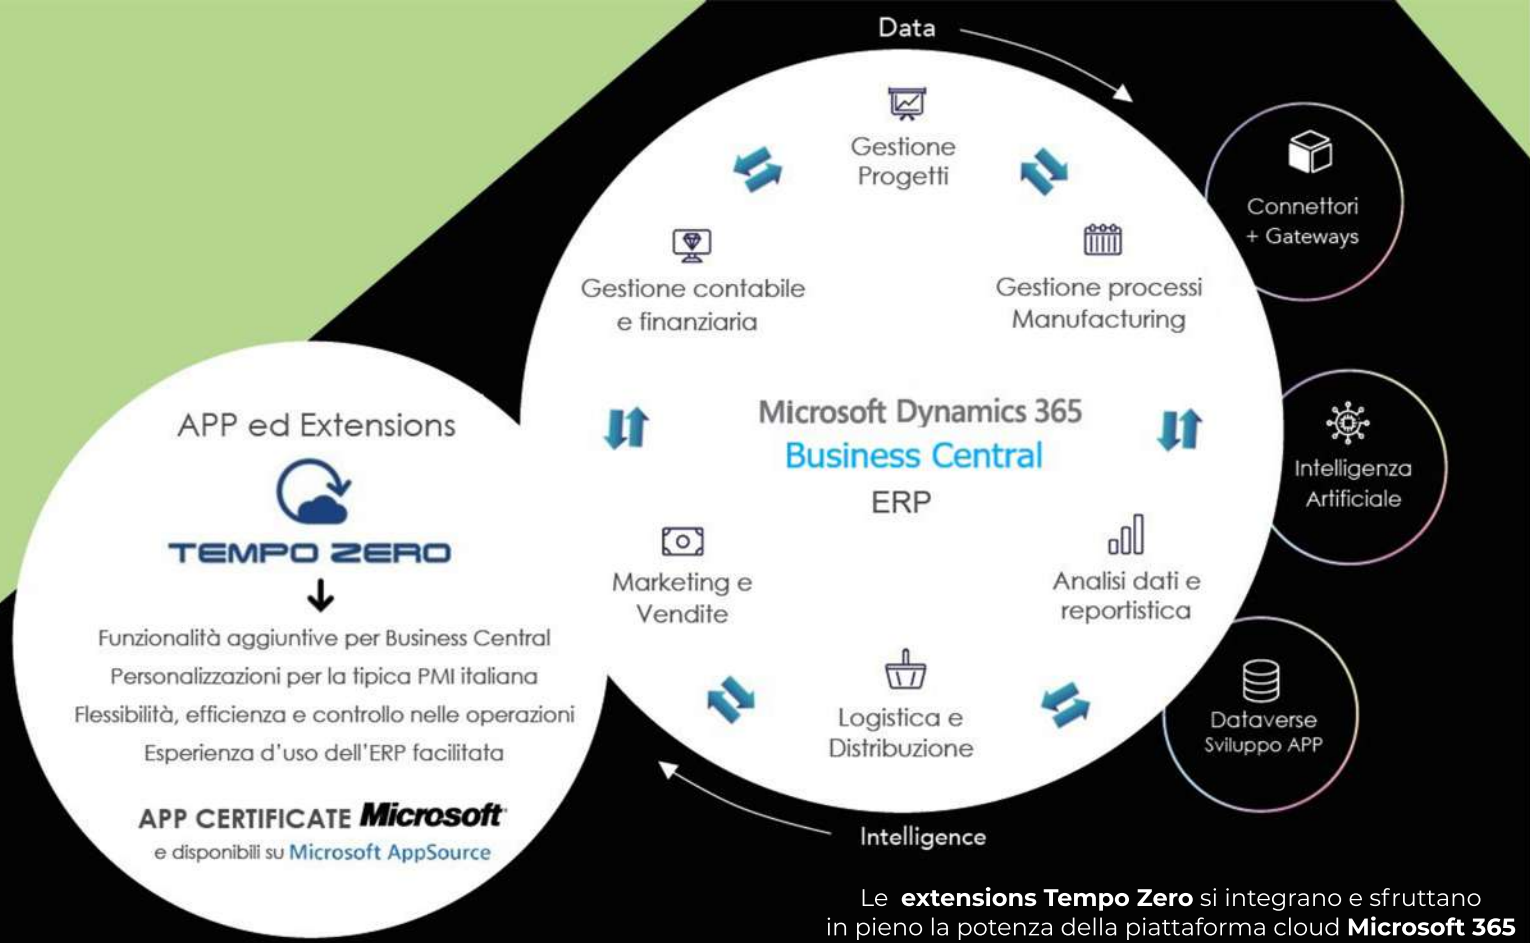 Data
Gestione
Progetti
Gestione contabile
e finanziaria
Gestione processi
Manufacturing
Connettori
+ Gateways
Microsoft Dynamics 365
Business Central
ERP
Intelligenza
Artificiale
Marketing e
Vendite
Analisi dati e
reportistica
Logistica e
Distribuzione
Dataverse
Sviluppo APP
Intelligence
APP ed Extensions
TEMPO ZERO
Funzionalità aggiuntive per Business Central
Personalizzazioni per la tipica PMI italiana
Flessibilità, efficienza e controllo nelle operazioni
Esperienza d'uso dell'ERP facilitata
APP CERTIFICATE Microsoft
e disponibili su Microsoft AppSource
Le extensions Tempo Zero si integrano e sfruttano
in pieno la potenza della piattaforma cloud Microsoft 365